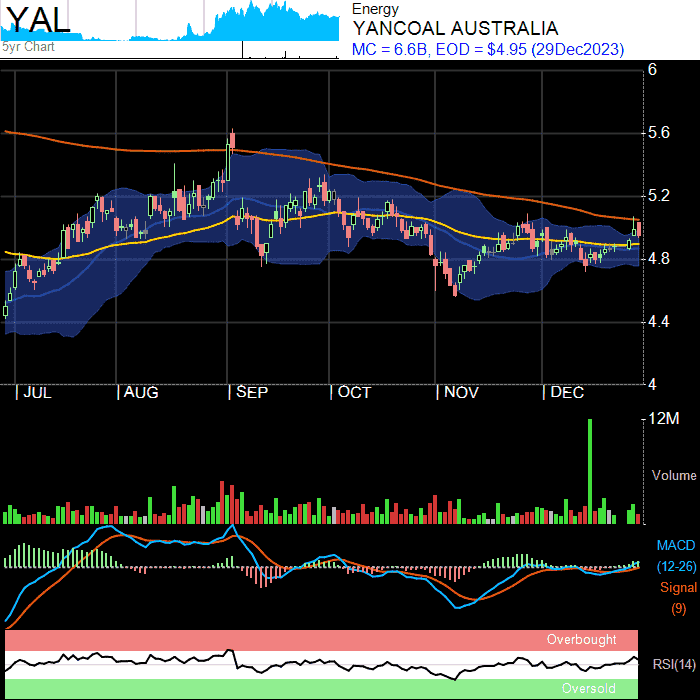 YAL
5yr Chart
Energy
YANCOAL AUSTRALIA
MC = 6.6B, EOD = $4.95 (29Dec2023)
6
5.6
5.2
4.8
4.4
4
JUL AUG SEP OCT NOV DEC
12M
Volume
MACD
(12-26)
Signal
(9)
Overbought
RSI(14)
Oversold